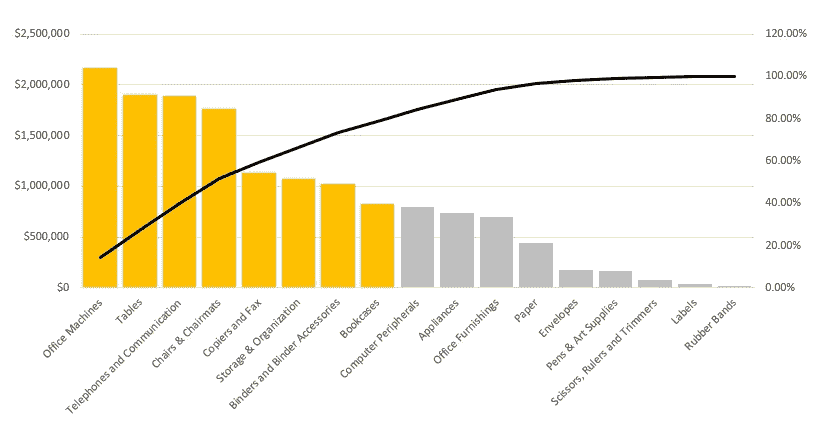 $2,500,000
$2,000,000
$1,500,000
$1,000,000
$500,000
$0
120.00%
100.00%
80.00%
60.00%
40.00%
20.00%
0.00%
Office Machines
Tables
Telephones and Communication
Chairs & Chairmats
Copiers and Fax
Storage & Organization
Binders and Binder Accessories
Bookcases
Computer Peripherals
Appliances
Office Furnishings
Paper
Envelopes
Pens & Art Supplies
Scissors, Rulers and Trimmers
Labels
Rubber Bands